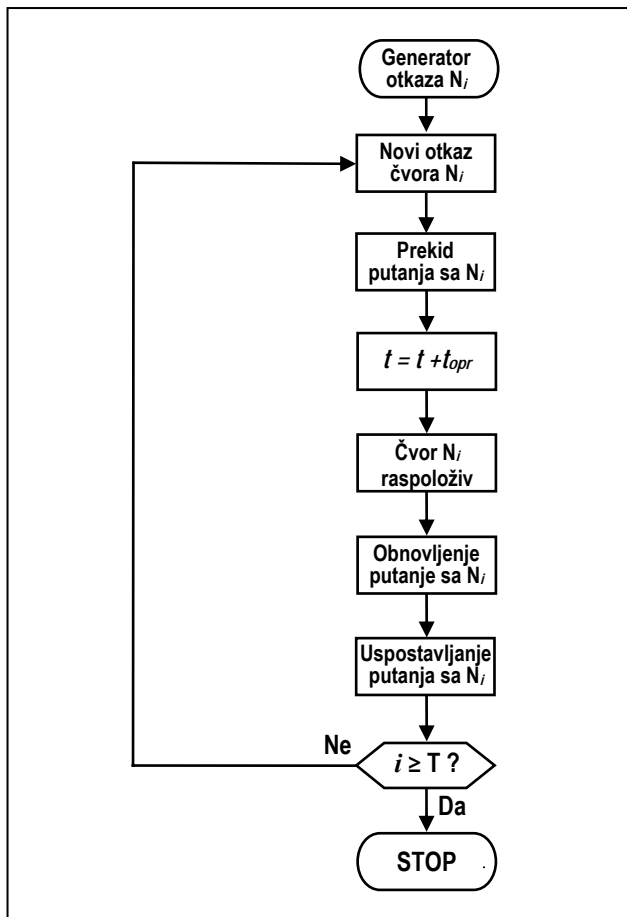 Generator
otkaza Ni
Novi otkaz
čvora Ni
Prekid
putanja sa Ni
t = t +topr
Čvor Ni
raspoloživ
Obnovljenje
putanje sa Ni
Uspostavljanje
putanja sa Ni
Ne
i ≥ T ?
Da
STOP